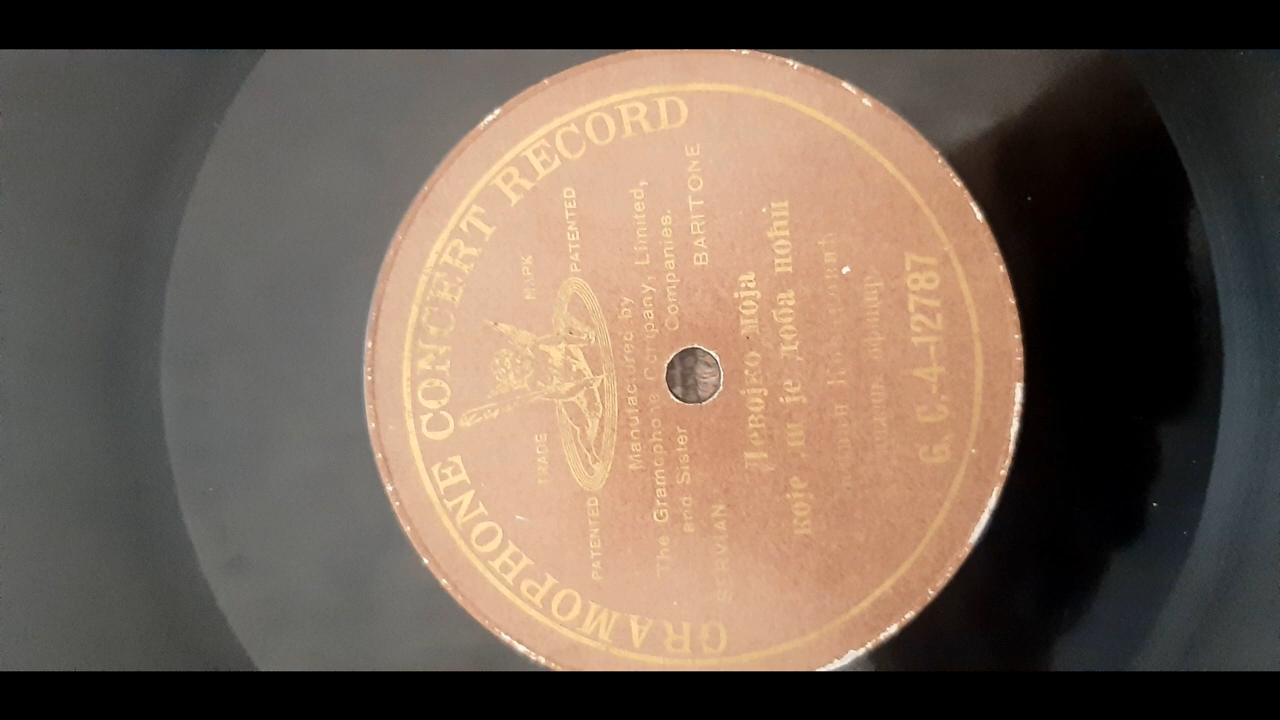 GRAMOPHONE CONCERT RECORD
TRADE MARK
PATENTED PATENTED
Manufactured by
The Gramophone Company, Limited,
and Sister Companies.
SERVIAN BARITONE
Девојко моја
које ли је доба ноћи
G. C.-4-12787